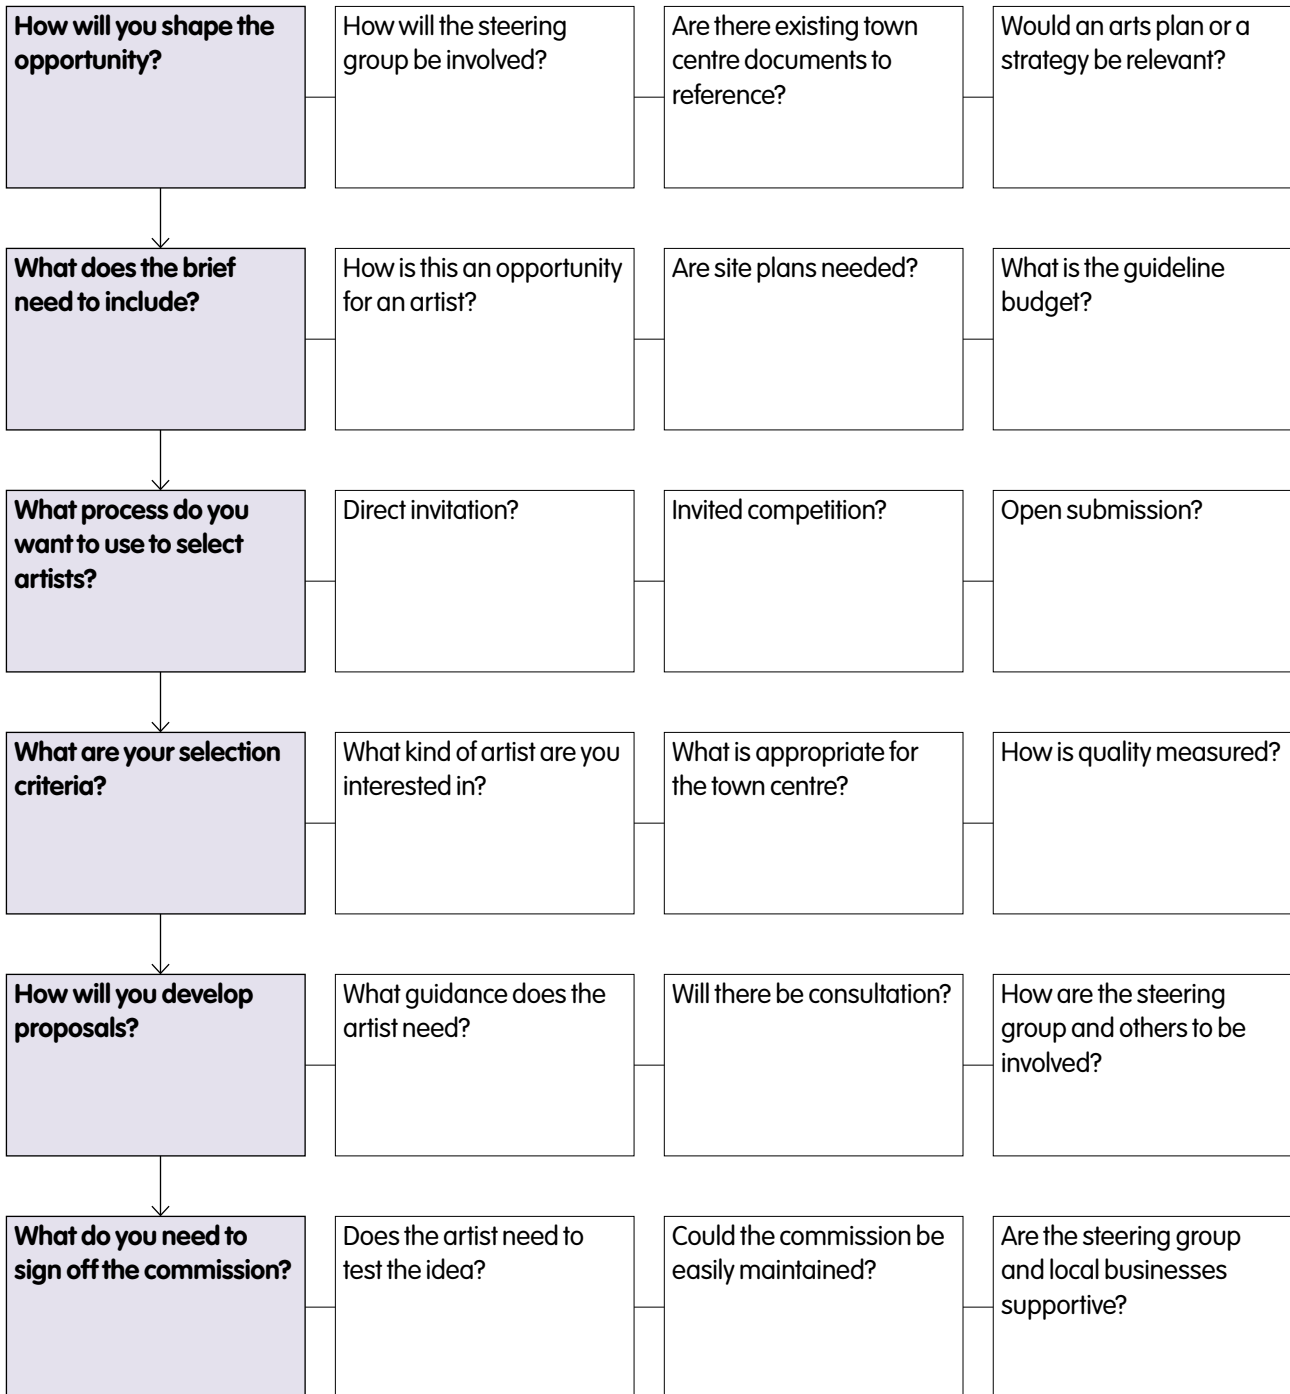 How will you shape the
opportunity?
How will the steering
group be involved?
Are there existing town
centre documents to
reference?
Would an arts plan or a
strategy be relevant?
What does the brief
need to include?
How is this an opportunity
for an artist?
Are site plans needed?
What is the guideline
budget?
What process do you
want to use to select
artists?
Direct invitation?
Invited competition?
Open submission?
What are your selection
criteria?
What kind of artist are you
interested in?
What is appropriate for
the town centre?
How is quality measured?
How will you develop
proposals?
What guidance does the
artist need?
Will there be consultation?
How are the steering
group and others to be
involved?
What do you need to
sign off the commission?
Does the artist need to
test the idea?
Could the commission be
easily maintained?
Are the steering group
and local businesses
supportive?